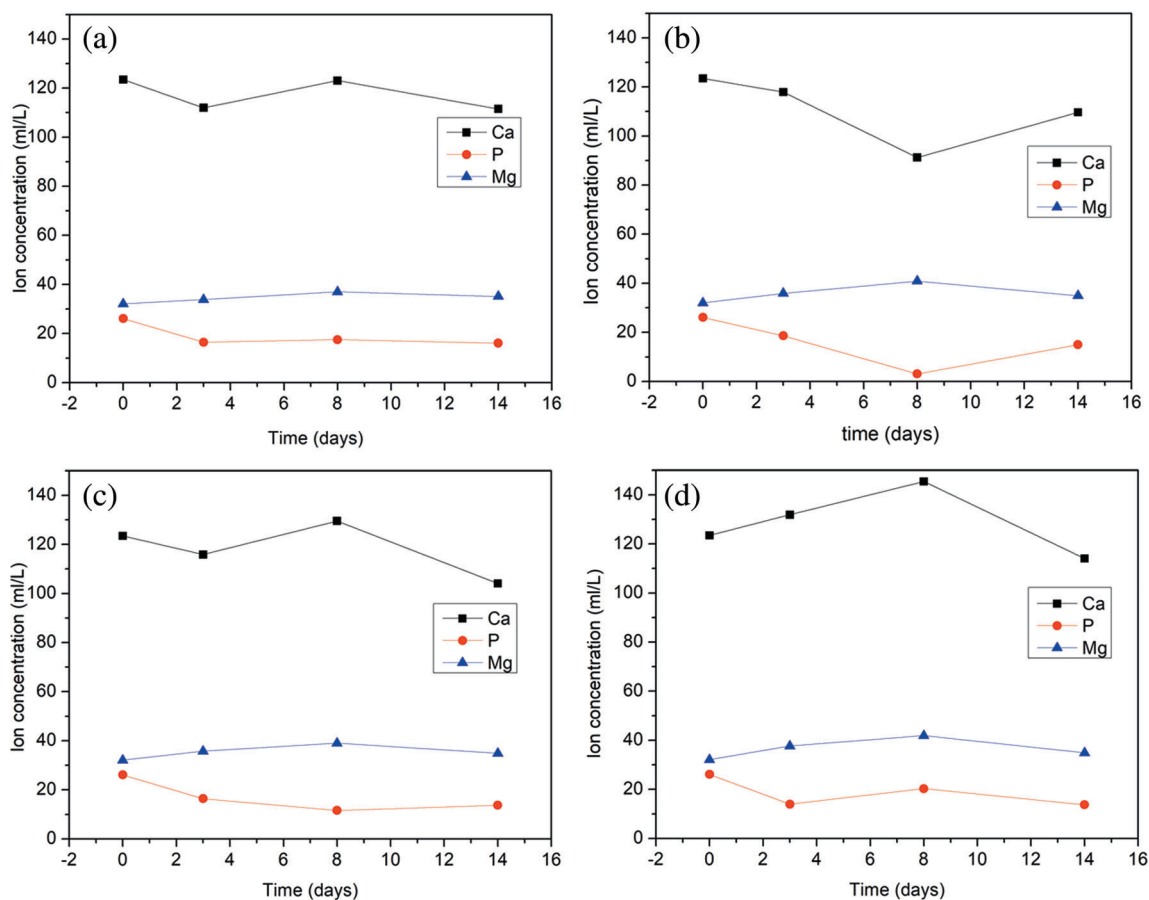 (a)
140
120
100
80
60
40
20
0
-2 0 2 4 6 8 10 12 14 16
Ion concentration (ml/L)
Time (days)
Ca
P
Mg
(b)
140
120
100
80
60
40
20
0
-2 0 2 4 6 8 10 12 14 16
Ion concentration (ml/L)
time (days)
Ca
P
Mg
(c)
140
120
100
80
60
40
20
0
-2 0 2 4 6 8 10 12 14 16
Ion concentration (ml/L)
Time (days)
Ca
P
Mg
(d)
140
120
100
80
60
40
20
0
-2 0 2 4 6 8 10 12 14 16
Ion concentration (ml/L)
Time (days)
Ca
P
Mg